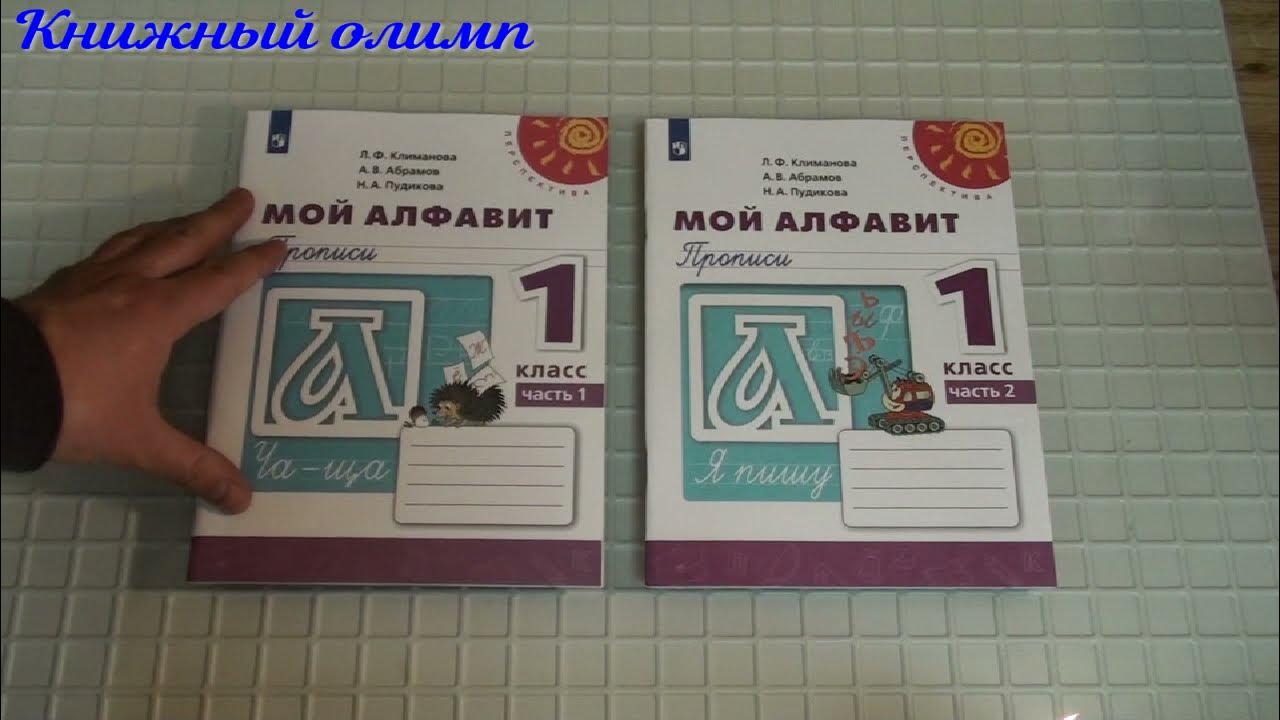 Книжный олимп
Л.Ф. Климанова
А.В. Абрамов
Н.А. Пудикова
ПЕРСПЕКТИВА
МОЙ АЛФАВИТ
Прописи
1
КЛАСС
часть 1
Ча-ща
Л.Ф. Климанова
А.В. Абрамов
Н.А. Пудикова
ПЕРСПЕКТИВА
МОЙ АЛФАВИТ
Прописи
1
КЛАСС
часть 2
Я пишу